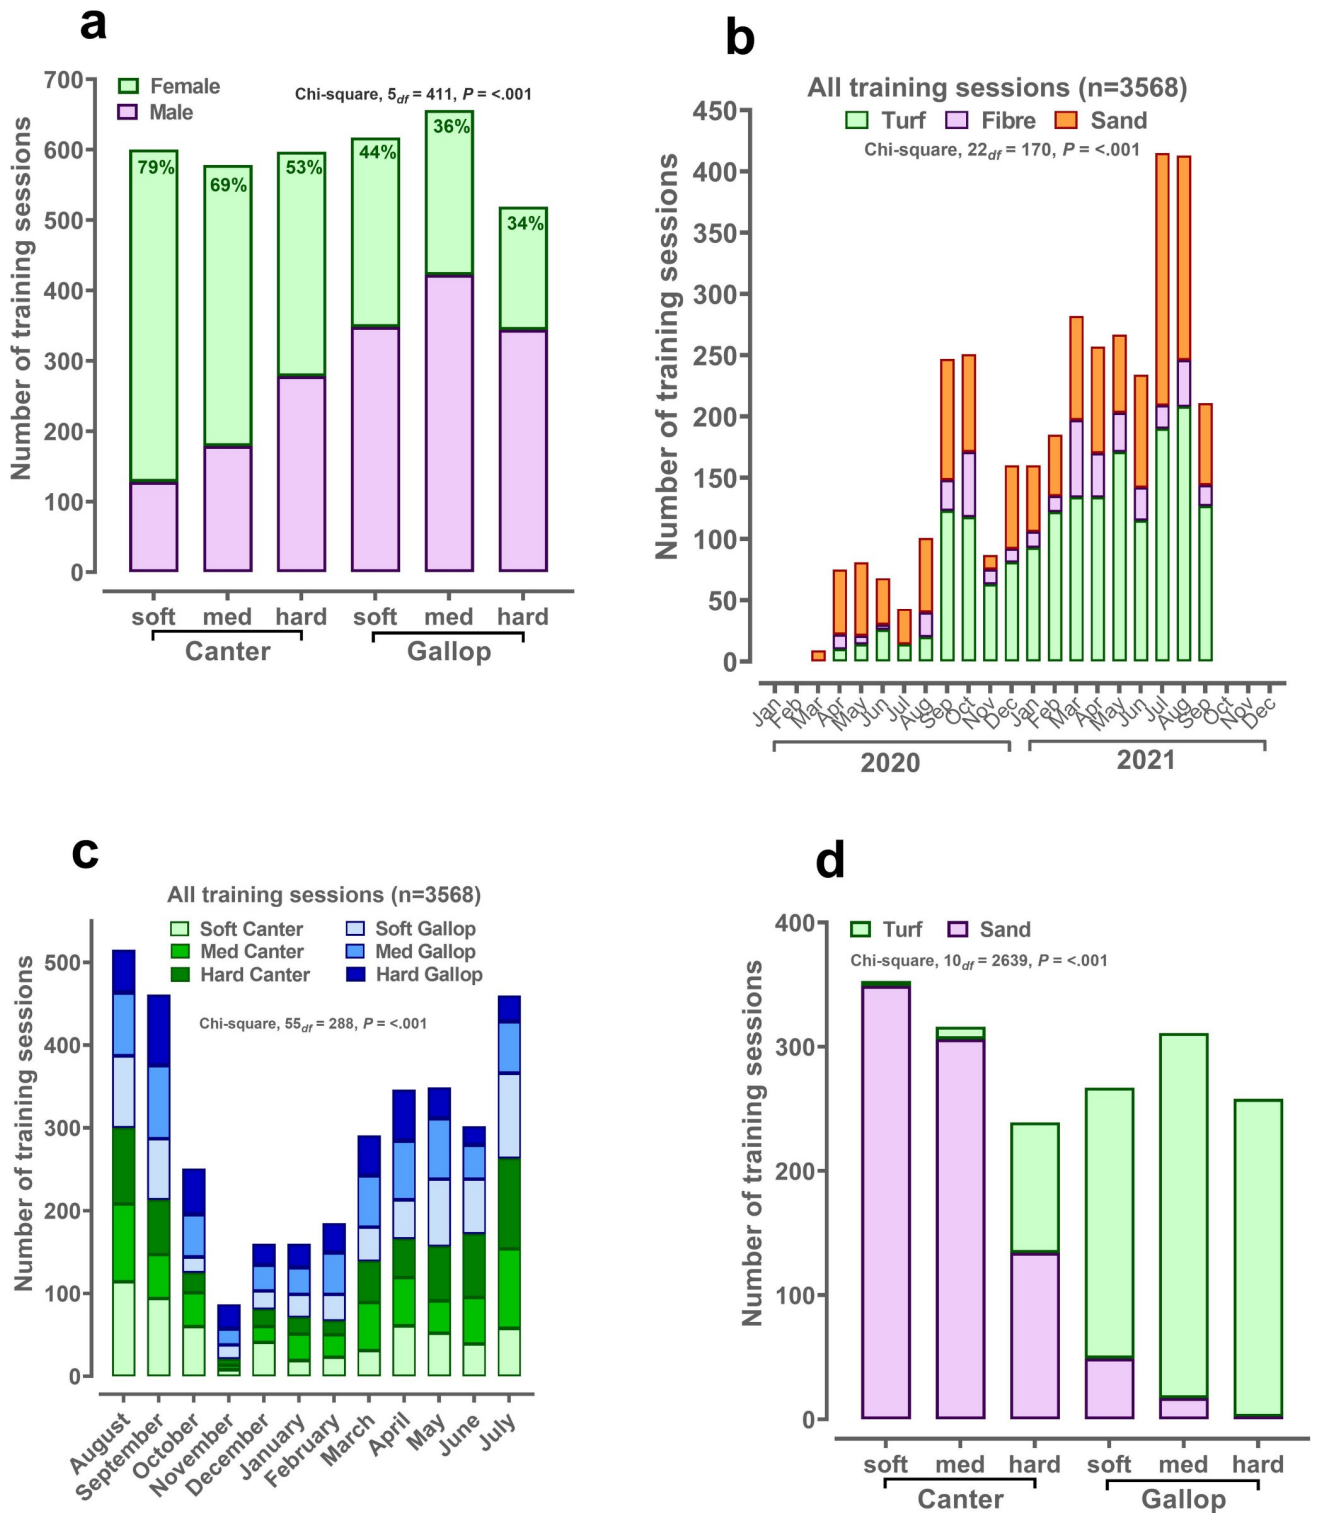 a
Female
Male
Chi-square, 5df = 411, P = <.001
Number of training sessions
700
600
500
400
300
200
100
0
79%
69%
53%
44%
36%
34%
soft med hard soft med hard
Canter Gallop
b
All training sessions (n=3568)
Turf Fibre Sand
Chi-square, 22df = 170, P = <.001
Number of training sessions
450
400
350
300
250
200
150
100
50
0
Jan Feb Mar Apr May Jun Jul Aug Sep Oct Nov Dec Jan Feb Mar Apr May Jun Jul Aug Sep Oct Nov Dec
2020 2021
c
All training sessions (n=3568)
Soft Canter Soft Gallop
Med Canter Med Gallop
Hard Canter Hard Gallop
Chi-square, 55df = 288, P = <.001
Number of training sessions
500
400
300
200
100
0
August September October November December January February March April May June July
d
Turf Sand
Chi-square, 10df = 2639, P = <.001
Number of training sessions
400
300
200
100
0
soft med hard soft med hard
Canter Gallop